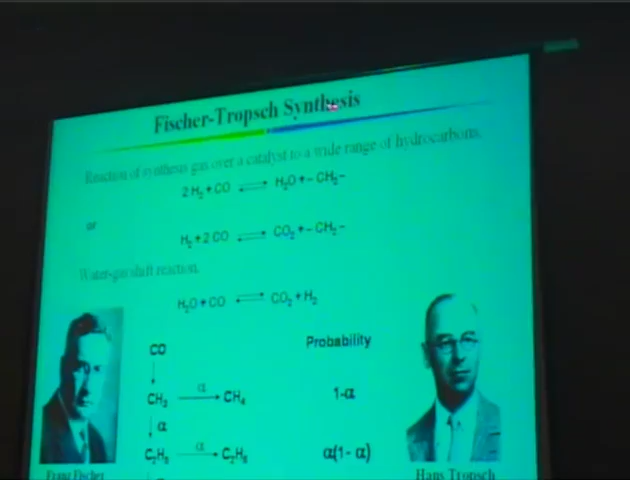 Fischer-Tropsch Synthesis
Reaction of synthesis gas over a catalyst to a wide range of hydrocarbons.
2 H₂ + CO ⇌ H₂O + – CH₂–
or
H₂ + 2 CO ⇌ CO₂ + – CH₂–
Water-gas shift reaction.
H₂O + CO ⇌ CO₂ + H₂
CO Probability
↓
CH₃ —α→ CH₄ 1-α
↓ α
C₂H₅ —α→ C₂H₆ α(1- α)
Franz Fischer Hans Tropsch